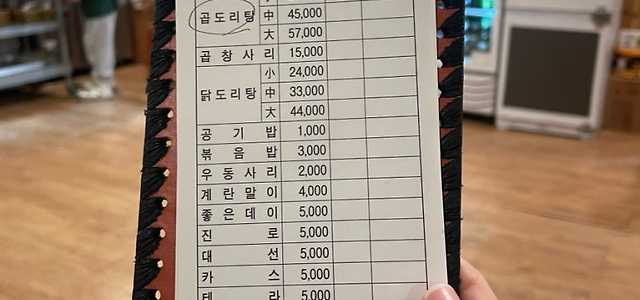 곱도리탕
中 45,000
大 57,000
곱창사리 15,000
小 24,000
닭도리탕 中 33,000
大 44,000
공기밥 1,000
볶음밥 3,000
우동사리 2,000
계란말이 4,000
좋은데이 5,000
진로 5,000
대선 5,000
카스 5,000
테라 5,000